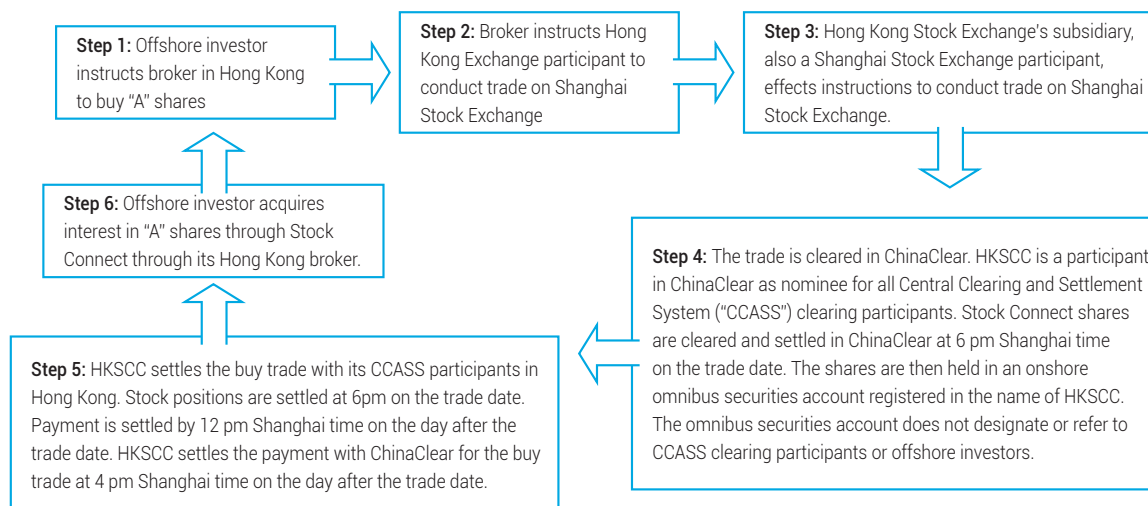 Step 1: Offshore investor
instructs broker in Hong Kong
to buy “A” shares
Step 2: Broker instructs Hong
Kong Exchange participant to
conduct trade on Shanghai
Stock Exchange
Step 3: Hong Kong Stock Exchange’s subsidiary,
also a Shanghai Stock Exchange participant,
effects instructions to conduct trade on Shanghai
Stock Exchange.
Step 4: The trade is cleared in ChinaClear. HKSCC is a participant
in ChinaClear as nominee for all Central Clearing and Settlement
System (“CCASS”) clearing participants. Stock Connect shares
are cleared and settled in ChinaClear at 6 pm Shanghai time
on the trade date. The shares are then held in an onshore
omnibus securities account registered in the name of HKSCC.
The omnibus securities account does not designate or refer to
CCASS clearing participants or offshore investors.
Step 5: HKSCC settles the buy trade with its CCASS participants in
Hong Kong. Stock positions are settled at 6pm on the trade date.
Payment is settled by 12 pm Shanghai time on the day after the
trade date. HKSCC settles the payment with ChinaClear for the buy
trade at 4 pm Shanghai time on the day after the trade date.
Step 6: Offshore investor acquires
interest in “A” shares through Stock
Connect through its Hong Kong broker.